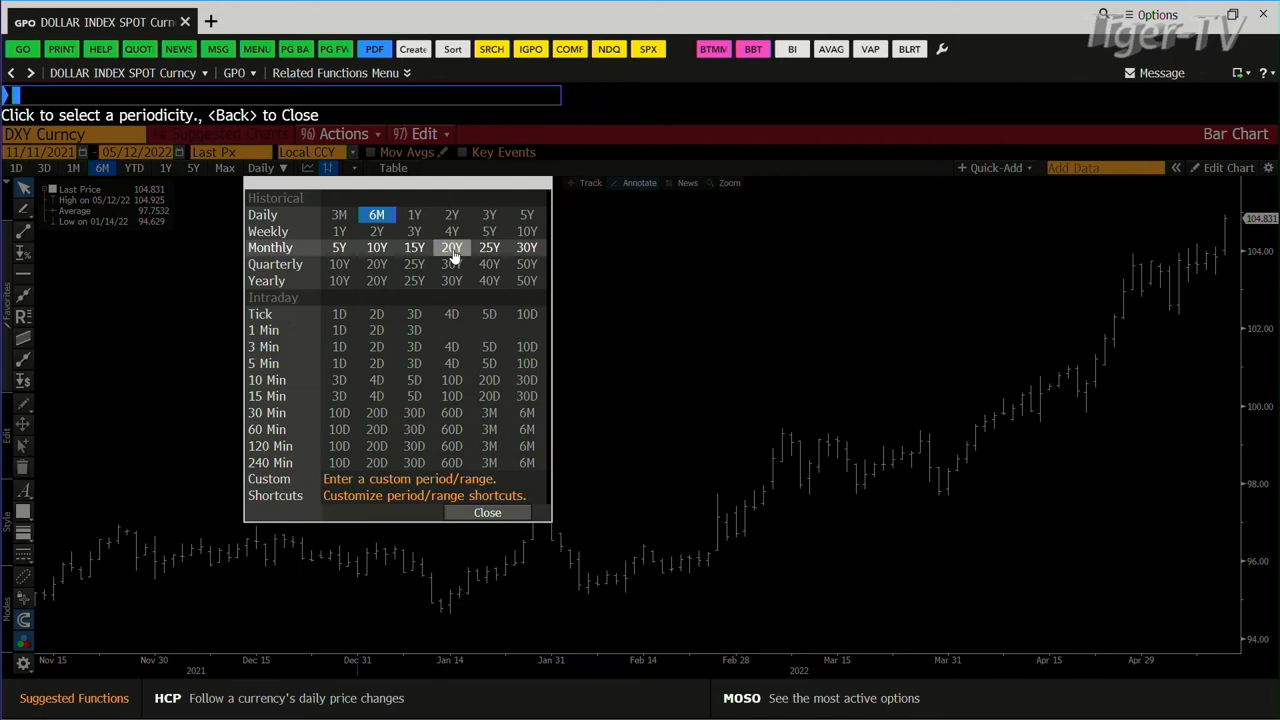 GPO DOLLAR INDEX SPOT Curn × +
Options
Tiger-TV
GO PRINT HELP QUOT NEWS MSG MENU PG BA PG FW PDF Create Sort SRCH IGPO COMF NDQ SPX BTMM BBT BI AVAG VAP BLRT
DOLLAR INDEX SPOT Curncy GPO Related Functions Menu Message ?
Click to select a periodicity., <Back> to Close
DXY Curncy Suggested Charts 96) Actions 97) Edit Bar Chart
11/11/2021 - 05/12/2022 Last Px Local CCY Mov Avgs Key Events
1D 3D 1M 6M YTD 1Y 5Y Max Daily Table + Quick-Add Add Data Edit Chart
Track Annotate News Zoom
Last Price 104.831
High on 05/12/22 104.925
Average 97.7532
Low on 01/14/22 94.629
Historical
Daily 3M 6M 1Y 2Y 3Y 5Y
Weekly 1Y 2Y 3Y 4Y 5Y 10Y
Monthly 5Y 10Y 15Y 20Y 25Y 30Y
Quarterly 10Y 20Y 25Y 30Y 40Y 50Y
Yearly 10Y 20Y 25Y 30Y 40Y 50Y
Intraday
Tick 1D 2D 3D 4D 5D 10D
1 Min 1D 2D 3D
3 Min 1D 2D 3D 4D 5D 10D
5 Min 1D 2D 3D 4D 5D 10D
10 Min 3D 4D 5D 10D 20D 30D
15 Min 3D 4D 5D 10D 20D 30D
30 Min 10D 20D 30D 60D 3M 6M
60 Min 10D 20D 30D 60D 3M 6M
120 Min 10D 20D 30D 60D 3M 6M
240 Min 10D 20D 30D 60D 3M 6M
Custom Enter a custom period/range.
Shortcuts Customize period/range shortcuts.
Close
Favorites
Edit
Style
Modes
104.831
104.00
102.00
100.00
98.00
96.00
94.00
Nov 15 Nov 30 Dec 15 Dec 31 Jan 14 Jan 31 Feb 14 Feb 28 Mar 15 Mar 31 Apr 15 Apr 29
2021 2022
Suggested Functions HCP Follow a currency's daily price changes MOSO See the most active options